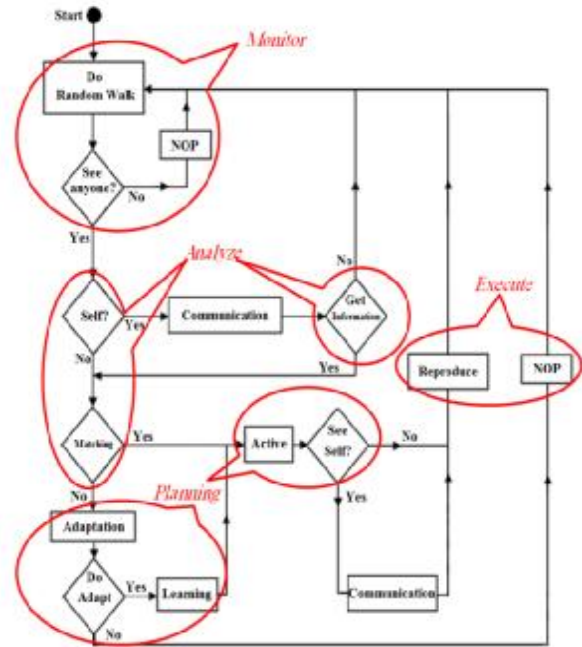 Start
Monitor
Do
Random Walk
NOP
See
anyone?
No
Yes
Analyze
No
Execute
Self?
Yes
Communication
Get
Information
No
Yes
Reproduce
NOP
Matching
Yes
Active
See
Self?
No
Planning
No
Yes
Adaptation
Do
Adapt
Yes
Learning
Communication
No